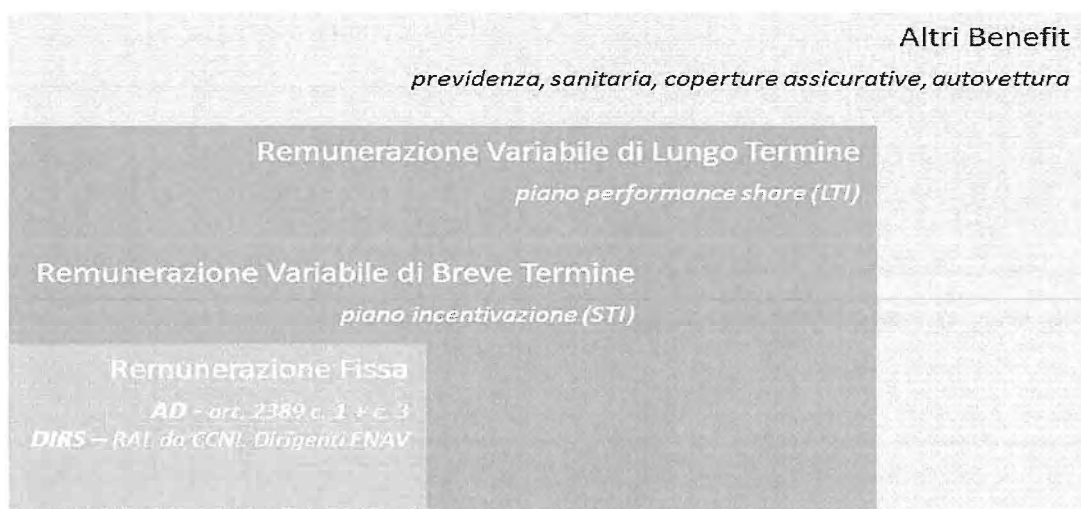 Altri Benefit
previdenza, sanitaria, coperture assicurative, autovettura
Remunerazione Variabile di Lungo Termine
piano performance share (LTI)
Remunerazione Variabile di Breve Termine
piano incentivazione (STI)
Remunerazione Fissa
AD - art. 2389 c. 1 + c. 3
DIRS – RAL da CCNL Dirigenti ENAV